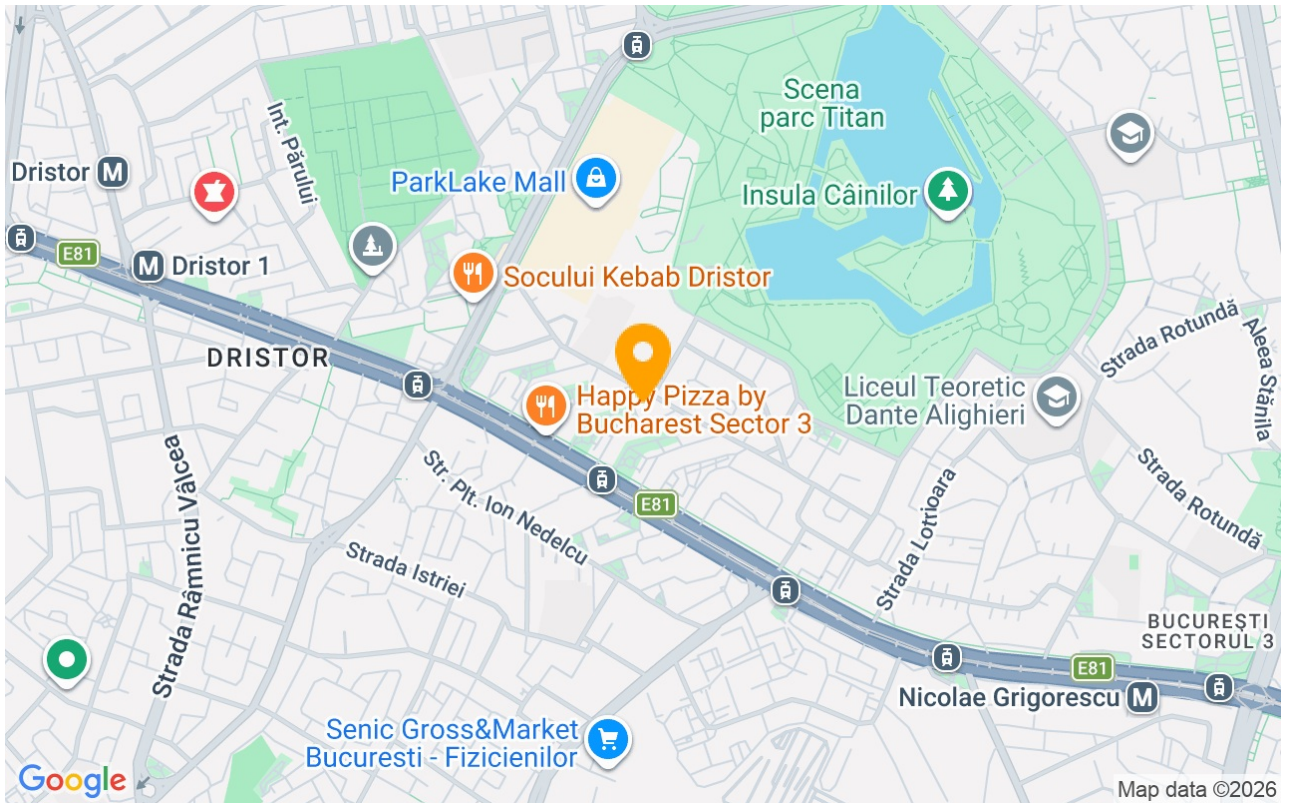 Scena
parc Titan
Int. Părului
Dristor M
ParkLake Mall
Insula Câinilor
E81
M Dristor 1
Socului Kebab Dristor
Strada Rotundă
Aleea Stănila
DRISTOR
Happy Pizza by
Bucharest Sector 3
Liceul Teoretic
Dante Alighieri
Strada Râmnicu Vâlcea
Str. Plt. Ion Nedelcu
E81
Strada Lotrioara
Strada Rotundă
Strada Istriei
BUCUREȘTI
SECTORUL 3
E81
Nicolae Grigorescu M
Senic Gross&Market
Bucuresti - Fizicienilor
Google
Map data ©2026